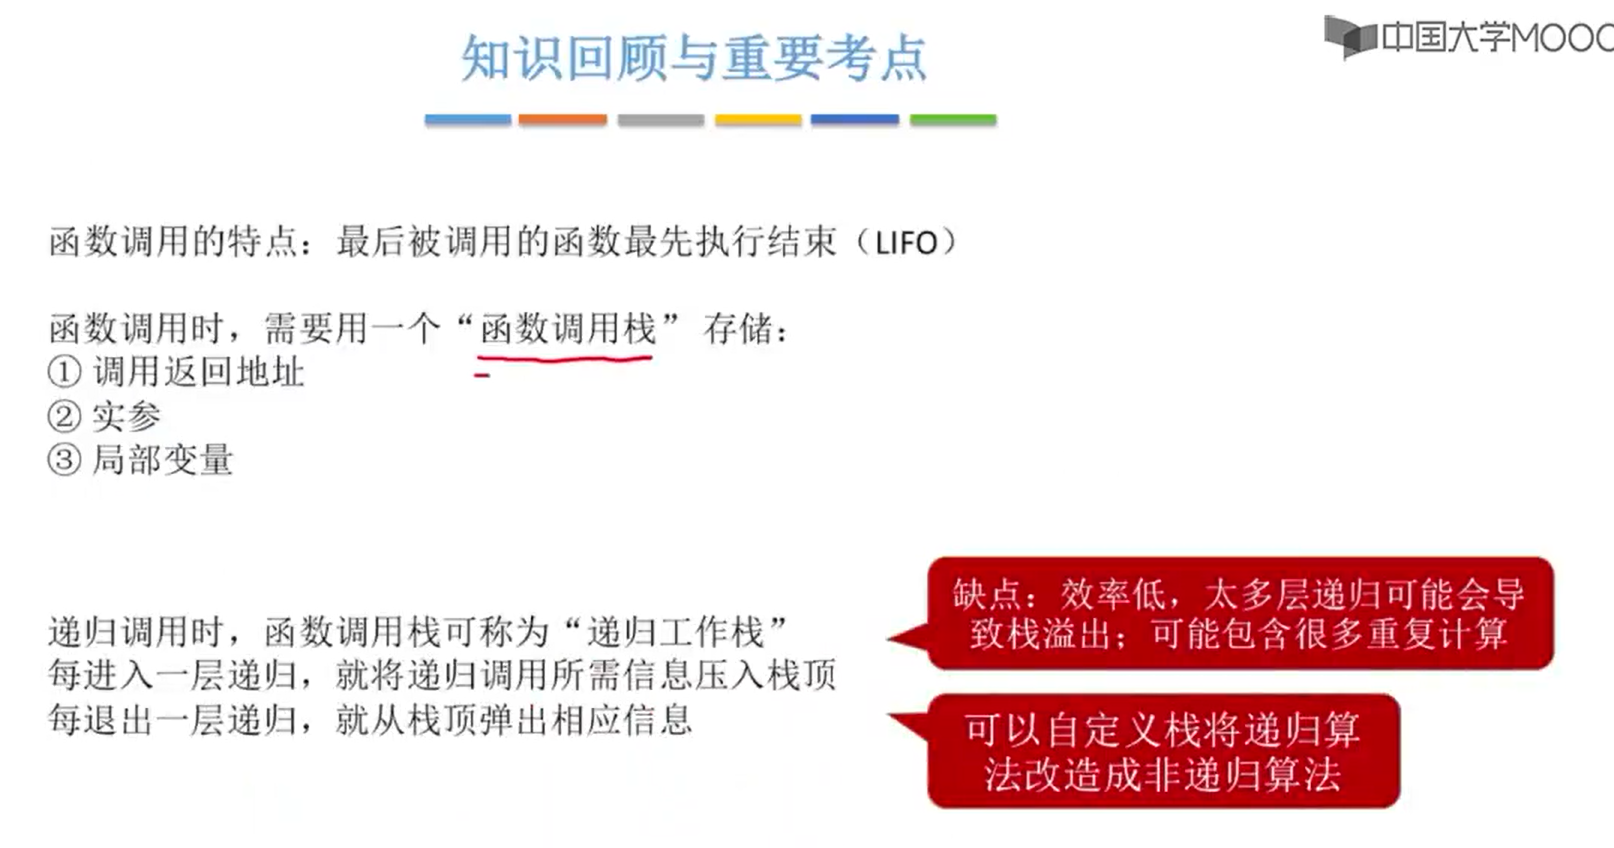 中国大学MOOC
知识回顾与重要考点
函数调用的特点：最后被调用的函数最先执行结束（LIFO）
函数调用时，需要用一个“函数调用栈” 存储：
① 调用返回地址
② 实参
③ 局部变量
递归调用时，函数调用栈可称为“递归工作栈”
每进入一层递归，就将递归调用所需信息压入栈顶
每退出一层递归，就从栈顶弹出相应信息
缺点：效率低，太多层递归可能会导
致栈溢出；可能包含很多重复计算
可以自定义栈将递归算
法改造成非递归算法